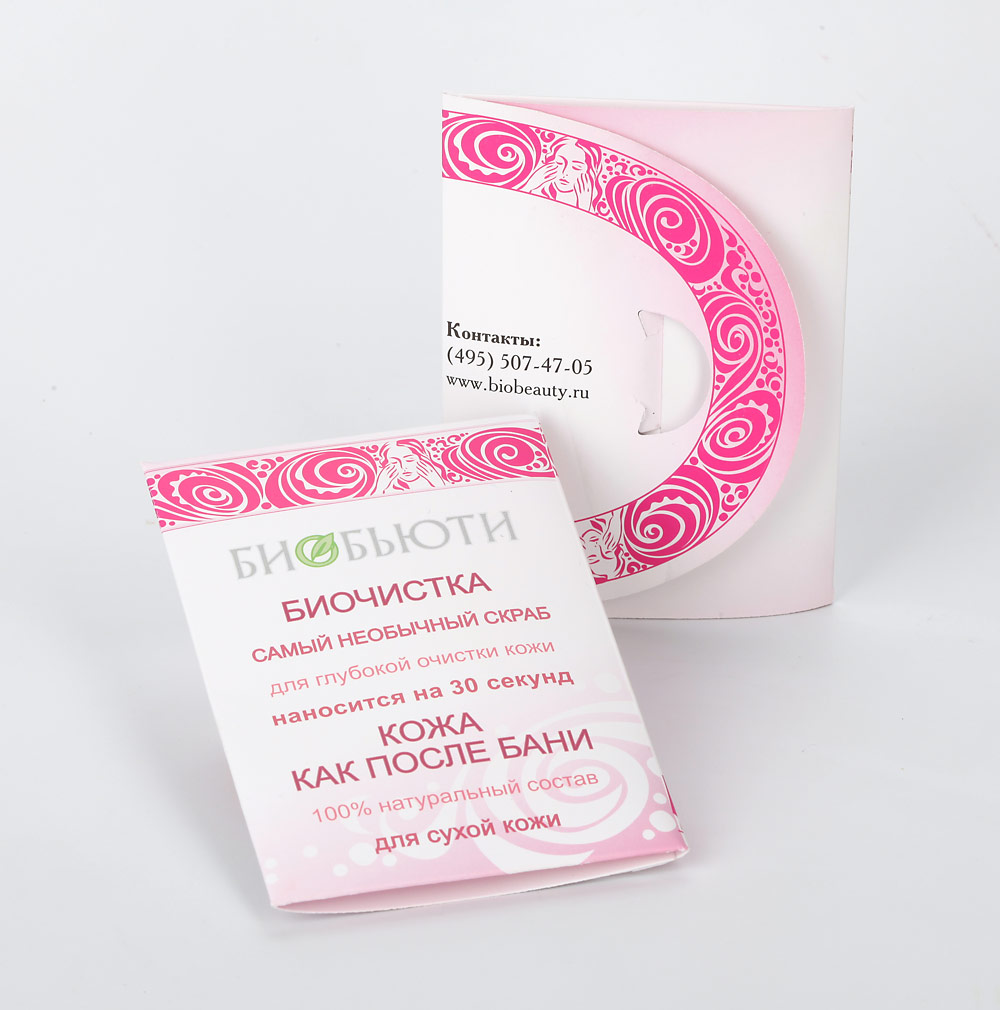 Контакты:
(495) 507-47-05
www.biobeauty.ru
БИОБЬЮТИ
БИОЧИСТКА
САМЫЙ НЕОБЫЧНЫЙ СКРАБ
для глубокой очистки кожи
наносится на 30 секунд
КОЖА
КАК ПОСЛЕ БАНИ
100% натуральный состав
для сухой кожи